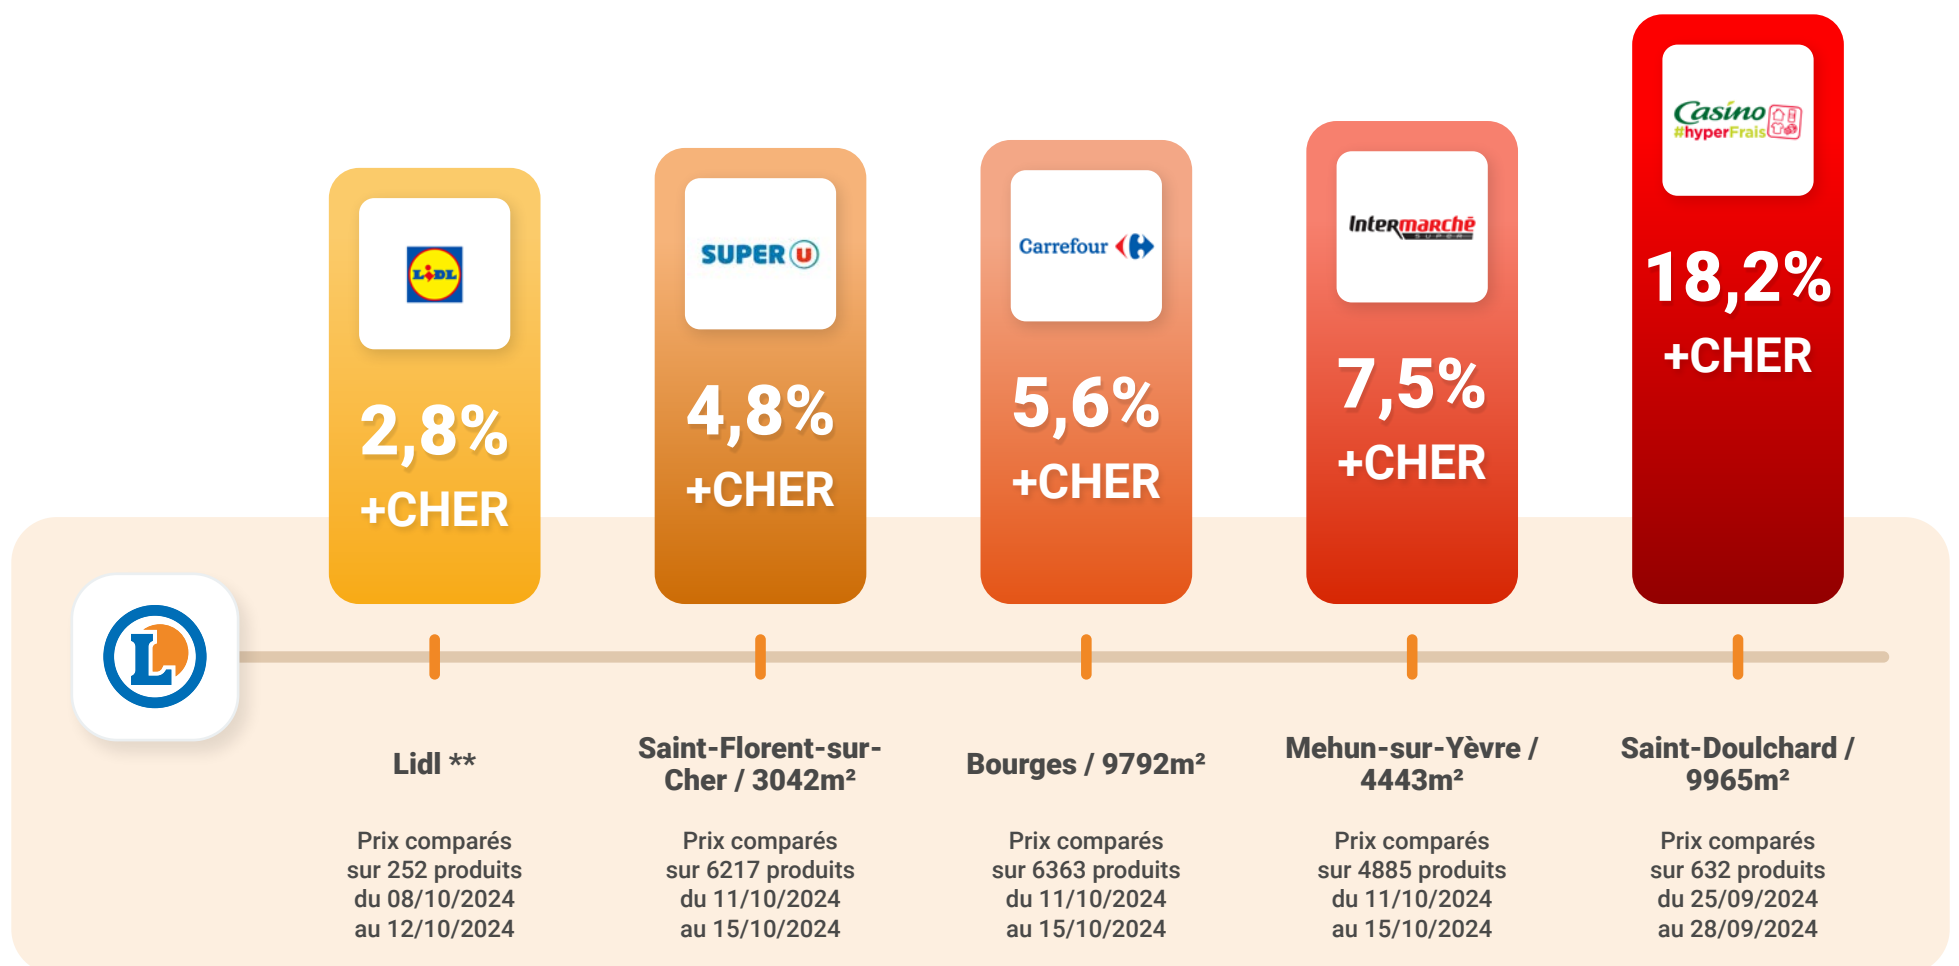 LIDL
2,8%
+CHER
SUPER U
4,8%
+CHER
Carrefour
5,6%
+CHER
Intermarchē
SUPER
7,5%
+CHER
Casino
#hyperFrais
18,2%
+CHER
L
Lidl **
Prix comparés
sur 252 produits
du 08/10/2024
au 12/10/2024
Saint-Florent-sur-
Cher / 3042m²
Prix comparés
sur 6217 produits
du 11/10/2024
au 15/10/2024
Bourges / 9792m²
Prix comparés
sur 6363 produits
du 11/10/2024
au 15/10/2024
Mehun-sur-Yèvre /
4443m²
Prix comparés
sur 4885 produits
du 11/10/2024
au 15/10/2024
Saint-Doulchard /
9965m²
Prix comparés
sur 632 produits
du 25/09/2024
au 28/09/2024